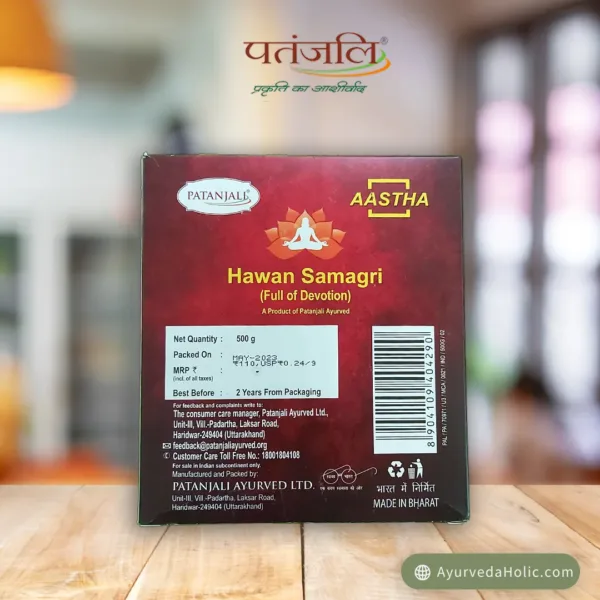 पतंजलि®
प्रकृति का आशीर्वाद
PATANJALI®
AASTHA
Hawan Samagri
(Full of Devotion)
A Product of Patanjali Ayurved
Net Quantity : 500 g
Packed On : MAY-2023
MRP ₹ : ₹110,USP₹0.24/g
(incl. of all taxes)
Best Before : 2 Years From Packaging
For feedback and complaints write to:
The consumer care manager, Patanjali Ayurved Ltd.,
Unit-III, Vill.-Padartha, Laksar Road,
Haridwar-249404 (Uttarakhand)
feedback@patanjaliayurved.org
Customer Care Toll Free No.: 18001804108
For sale in Indian subcontinent only.
Manufactured and Packed by:
PATANJALI AYURVED LTD.
Unit-III, Vill.-Padartha, Laksar Road,
Haridwar-249404 (Uttarakhand)
8 904109 404290
भारत में निर्मित
MADE IN BHARAT
AyurvedaHolic.com